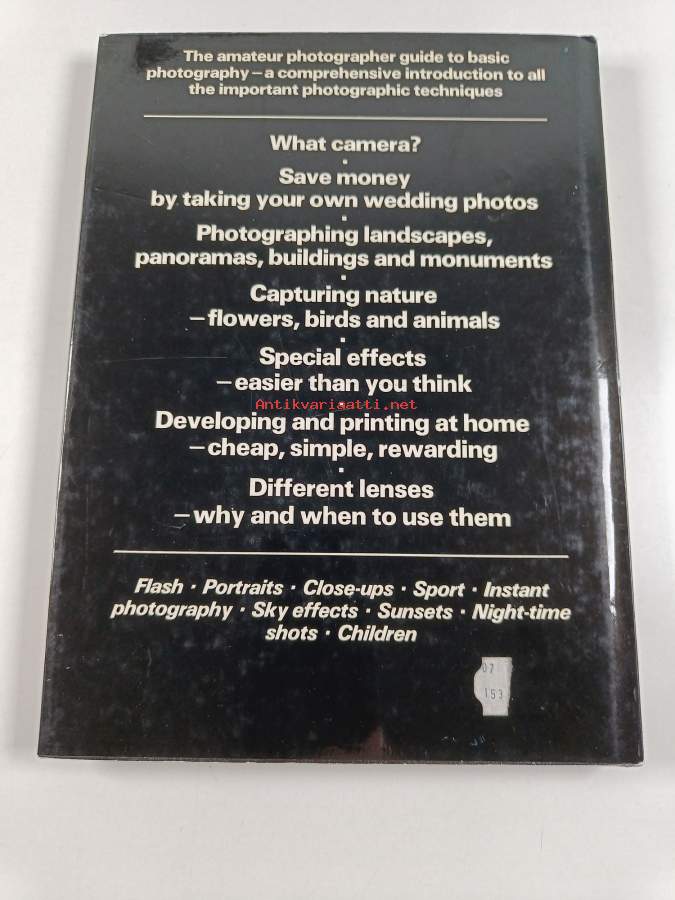 The amateur photographer guide to basic
photography – a comprehensive introduction to all
the important photographic techniques
What camera?
·
Save money
by taking your own wedding photos
·
Photographing landscapes,
panoramas, buildings and monuments
·
Capturing nature
– flowers, birds and animals
·
Special effects
– easier than you think
·
Antikvariaatti.net
Developing and printing at home
– cheap, simple, rewarding
·
Different lenses
– why and when to use them
Flash · Portraits · Close-ups · Sport · Instant
photography · Sky effects · Sunsets · Night-time
shots · Children
07
153